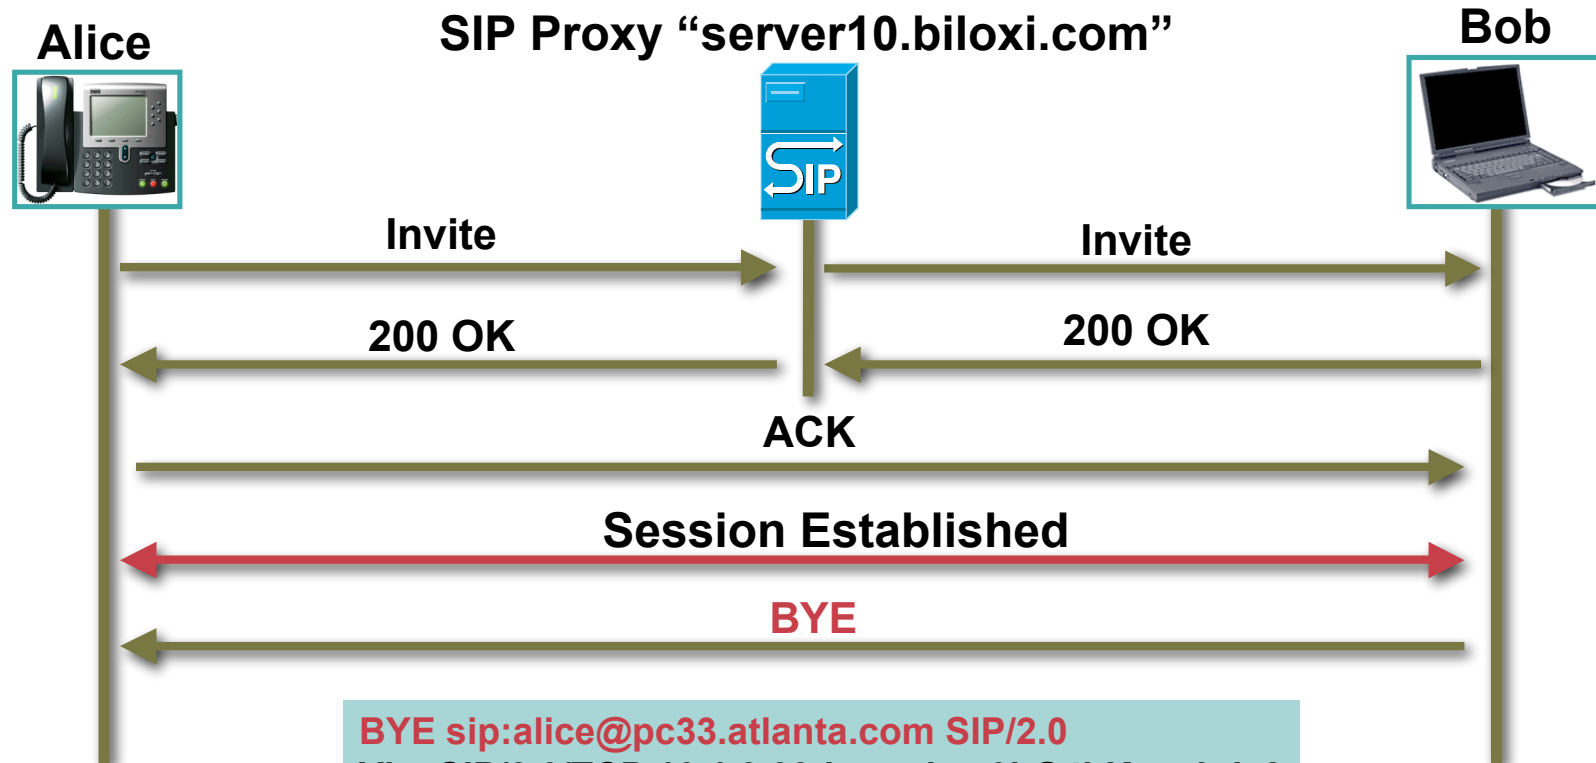 Alice
SIP Proxy “server10.biloxi.com”
Bob
SIP
Invite
Invite
200 OK
200 OK
ACK
Session Established
BYE
BYE sip:alice@pc33.atlanta.com SIP/2.0